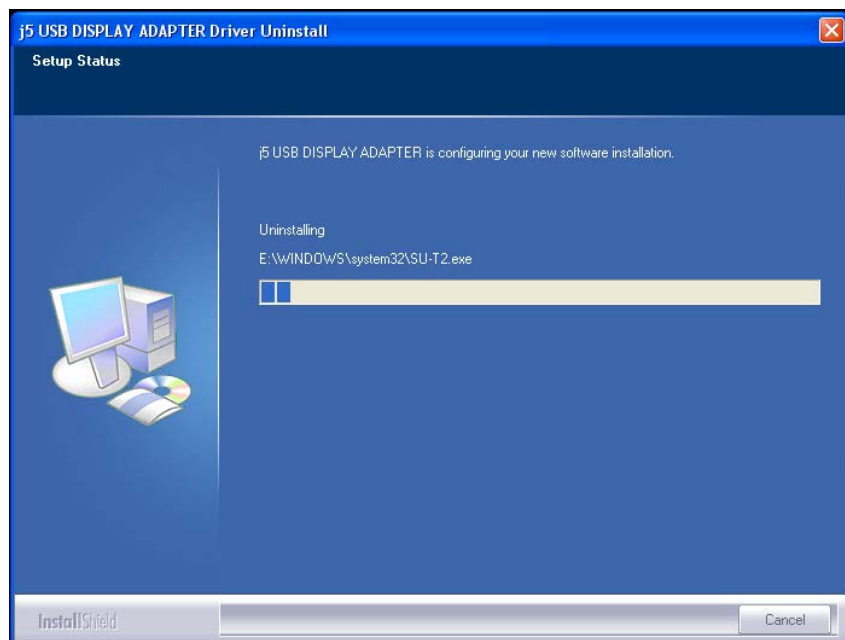 j5 USB DISPLAY ADAPTER Driver Uninstall
Setup Status
j5 USB DISPLAY ADAPTER is configuring your new software installation.
Uninstalling
E:\WINDOWS\system32\SU-T2.exe
InstallShield
Cancel